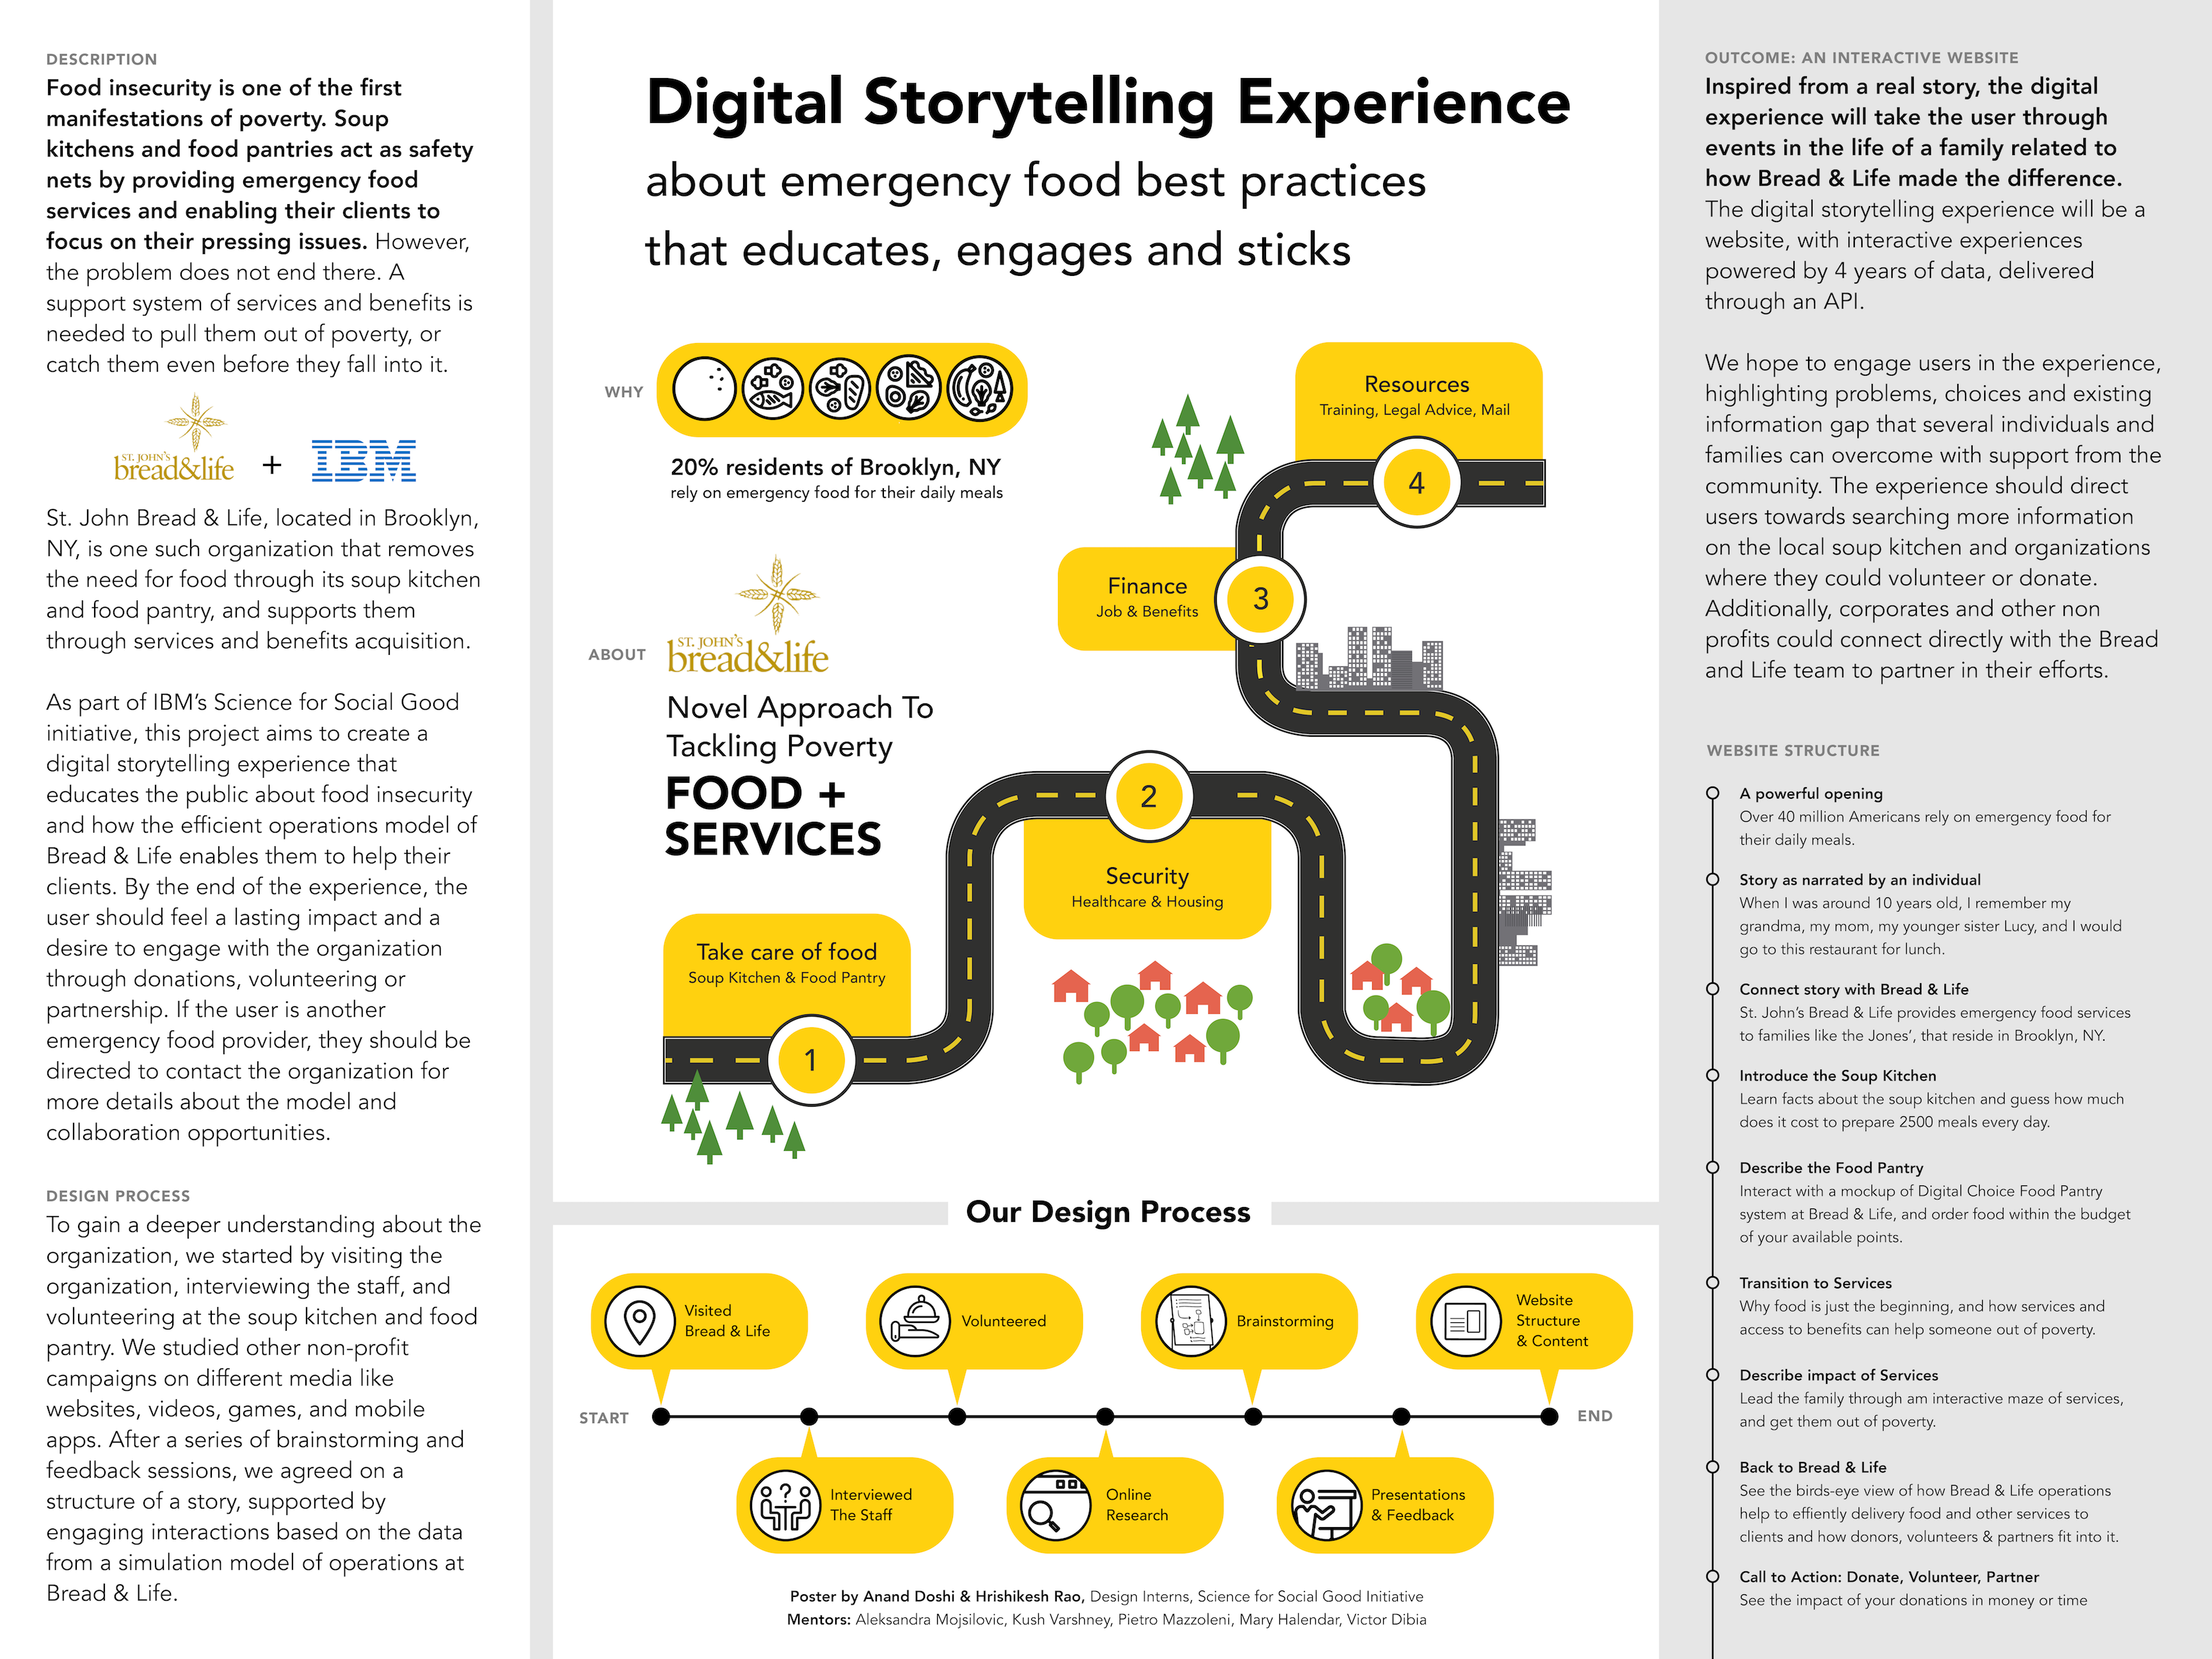 DESCRIPTION
Food insecurity is one of the first
manifestations of poverty. Soup
kitchens and food pantries act as safety
nets by providing emergency food
services and enabling their clients to
focus on their pressing issues. However,
the problem does not end there. A
support system of services and benefits is
needed to pull them out of poverty, or
catch them even before they fall into it.
ST. JOHN'S
bread&life
+
IBM
St. John Bread & Life, located in Brooklyn,
NY, is one such organization that removes
the need for food through its soup kitchen
and food pantry, and supports them
through services and benefits acquisition.
As part of IBM's Science for Social Good
initiative, this project aims to create a
digital storytelling experience that
educates the public about food insecurity
and how the efficient operations model of
Bread & Life enables them to help their
clients. By the end of the experience, the
user should feel a lasting impact and a
desire to engage with the organization
through donations, volunteering or
partnership. If the user is another
emergency food provider, they should be
directed to contact the organization for
more details about the model and
collaboration opportunities.
DESIGN PROCESS
To gain a deeper understanding about the
organization, we started by visiting the
organization, interviewing the staff, and
volunteering at the soup kitchen and food
pantry. We studied other non-profit
campaigns on different media like
websites, videos, games, and mobile
apps. After a series of brainstorming and
feedback sessions, we agreed on a
structure of a story, supported by
engaging interactions based on the data
from a simulation model of operations at
Bread & Life.
Digital Storytelling Experience
about emergency food best practices
that educates, engages and sticks
WHY
20% residents of Brooklyn, NY
rely on emergency food for their daily meals
ABOUT
ST. JOHN'S
bread&life
Novel Approach To
Tackling Poverty
FOOD +
SERVICES
Take care of food
Soup Kitchen & Food Pantry
1
2
Security
Healthcare & Housing
Finance
Job & Benefits
3
Resources
Training, Legal Advice, Mail
4
Our Design Process
Visited
Bread & Life
Volunteered
Brainstorming
Website
Structure
& Content
START
END
Interviewed
The Staff
Online
Research
Presentations
& Feedback
Poster by Anand Doshi & Hrishikesh Rao, Design Interns, Science for Social Good Initiative
Mentors: Aleksandra Mojsilovic, Kush Varshney, Pietro Mazzoleni, Mary Halendar, Victor Dibia
OUTCOME: AN INTERACTIVE WEBSITE
Inspired from a real story, the digital
experience will take the user through
events in the life of a family related to
how Bread & Life made the difference.
The digital storytelling experience will be a
website, with interactive experiences
powered by 4 years of data, delivered
through an API.
We hope to engage users in the experience,
highlighting problems, choices and existing
information gap that several individuals and
families can overcome with support from the
community. The experience should direct
users towards searching more information
on the local soup kitchen and organizations
where they could volunteer or donate.
Additionally, corporates and other non
profits could connect directly with the Bread
and Life team to partner in their efforts.
WEBSITE STRUCTURE
A powerful opening
Over 40 million Americans rely on emergency food for
their daily meals.
Story as narrated by an individual
When I was around 10 years old, I remember my
grandma, my mom, my younger sister Lucy, and I would
go to this restaurant for lunch.
Connect story with Bread & Life
St. John's Bread & Life provides emergency food services
to families like the Jones', that reside in Brooklyn, NY.
Introduce the Soup Kitchen
Learn facts about the soup kitchen and guess how much
does it cost to prepare 2500 meals every day.
Describe the Food Pantry
Interact with a mockup of Digital Choice Food Pantry
system at Bread & Life, and order food within the budget
of your available points.
Transition to Services
Why food is just the beginning, and how services and
access to benefits can help someone out of poverty.
Describe impact of Services
Lead the family through am interactive maze of services,
and get them out of poverty.
Back to Bread & Life
See the birds-eye view of how Bread & Life operations
help to effiently delivery food and other services to
clients and how donors, volunteers & partners fit into it.
Call to Action: Donate, Volunteer, Partner
See the impact of your donations in money or time